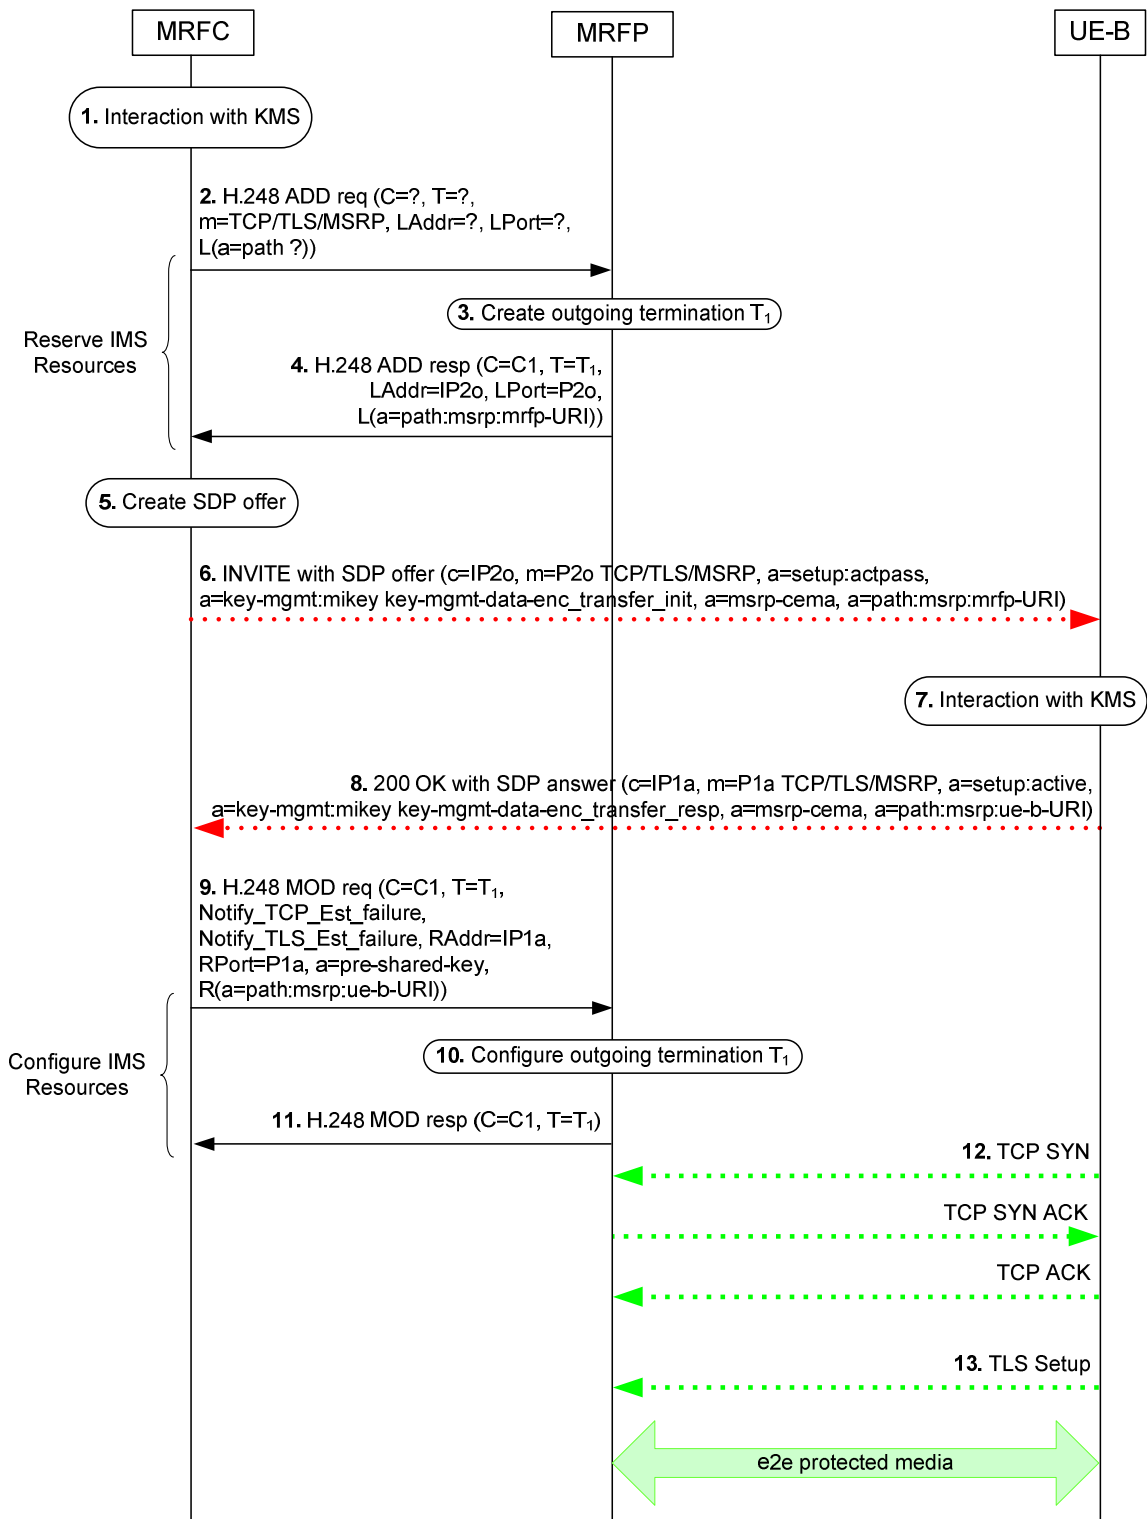 MRFC
MRFP
UE-B
1. Interaction with KMS
2. H.248 ADD req (C=?, T=?,
m=TCP/TLS/MSRP, LAddr=?, LPort=?,
L(a=path ?))
3. Create outgoing termination T1
Reserve IMS
Resources
4. H.248 ADD resp (C=C1, T=T1,
LAddr=IP2o, LPort=P2o,
L(a=path:msrp:mrfp-URI))
5. Create SDP offer
6. INVITE with SDP offer (c=IP2o, m=P2o TCP/TLS/MSRP, a=setup:actpass,
a=key-mgmt:mikey key-mgmt-data-enc_transfer_init, a=msrp-cema, a=path:msrp:mrfp-URI)
7. Interaction with KMS
8. 200 OK with SDP answer (c=IP1a, m=P1a TCP/TLS/MSRP, a=setup:active,
a=key-mgmt:mikey key-mgmt-data-enc_transfer_resp, a=msrp-cema, a=path:msrp:ue-b-URI)
9. H.248 MOD req (C=C1, T=T1,
Notify_TCP_Est_failure,
Notify_TLS_Est_failure, RAddr=IP1a,
RPort=P1a, a=pre-shared-key,
R(a=path:msrp:ue-b-URI))
10. Configure outgoing termination T1
Configure IMS
Resources
11. H.248 MOD resp (C=C1, T=T1)
12. TCP SYN
TCP SYN ACK
TCP ACK
13. TLS Setup
e2e protected media